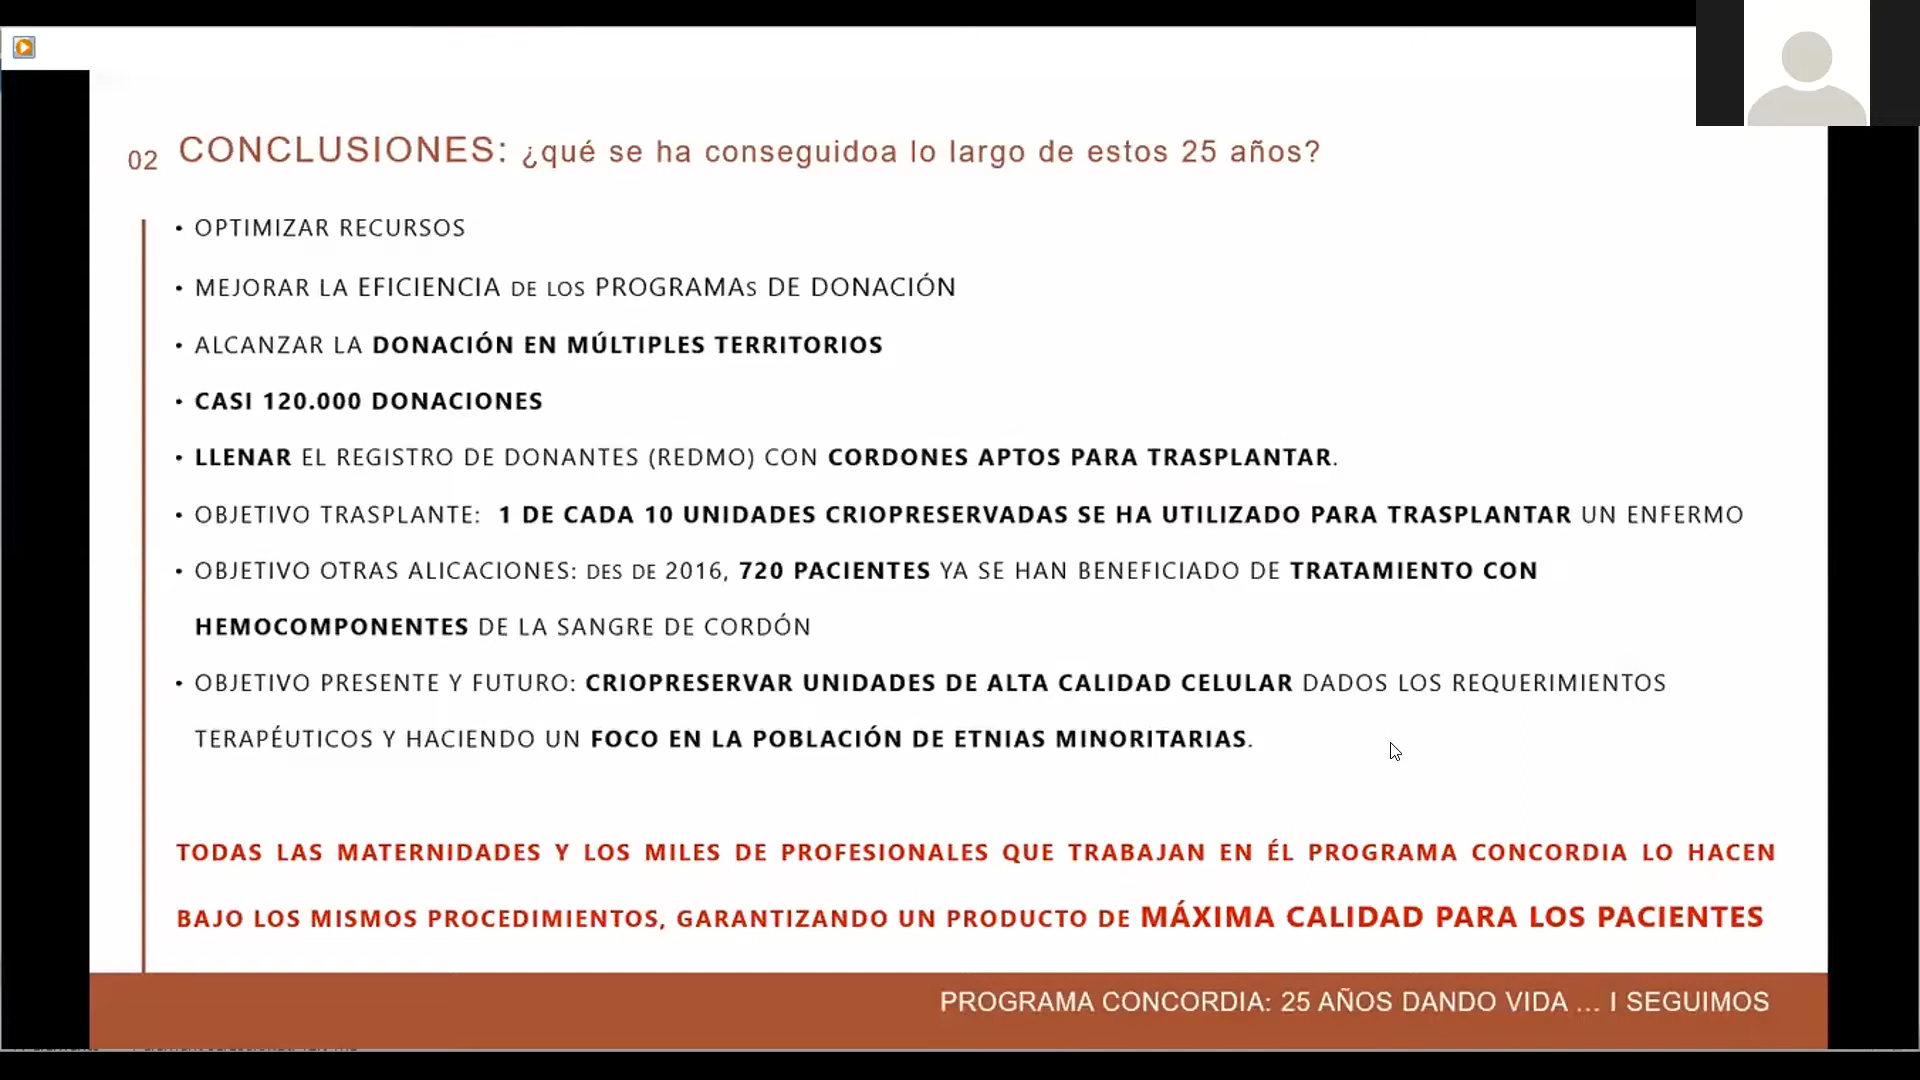 02 CONCLUSIONES: ¿qué se ha conseguidoa lo largo de estos 25 años?
• OPTIMIZAR RECURSOS
• MEJORAR LA EFICIENCIA DE LOS PROGRAMAs DE DONACIÓN
• ALCANZAR LA DONACIÓN EN MÚLTIPLES TERRITORIOS
• CASI 120.000 DONACIONES
• LLENAR EL REGISTRO DE DONANTES (REDMO) CON CORDONES APTOS PARA TRASPLANTAR.
• OBJETIVO TRASPLANTE: 1 DE CADA 10 UNIDADES CRIOPRESERVADAS SE HA UTILIZADO PARA TRASPLANTAR UN ENFERMO
• OBJETIVO OTRAS ALICACIONES: DES DE 2016, 720 PACIENTES YA SE HAN BENEFICIADO DE TRATAMIENTO CON
HEMOCOMPONENTES DE LA SANGRE DE CORDÓN
• OBJETIVO PRESENTE Y FUTURO: CRIOPRESERVAR UNIDADES DE ALTA CALIDAD CELULAR DADOS LOS REQUERIMIENTOS
TERAPÉUTICOS Y HACIENDO UN FOCO EN LA POBLACIÓN DE ETNIAS MINORITARIAS.
TODAS LAS MATERNIDADES Y LOS MILES DE PROFESIONALES QUE TRABAJAN EN ÉL PROGRAMA CONCORDIA LO HACEN
BAJO LOS MISMOS PROCEDIMIENTOS, GARANTIZANDO UN PRODUCTO DE MÁXIMA CALIDAD PARA LOS PACIENTES
PROGRAMA CONCORDIA: 25 AÑOS DANDO VIDA ... I SEGUIMOS